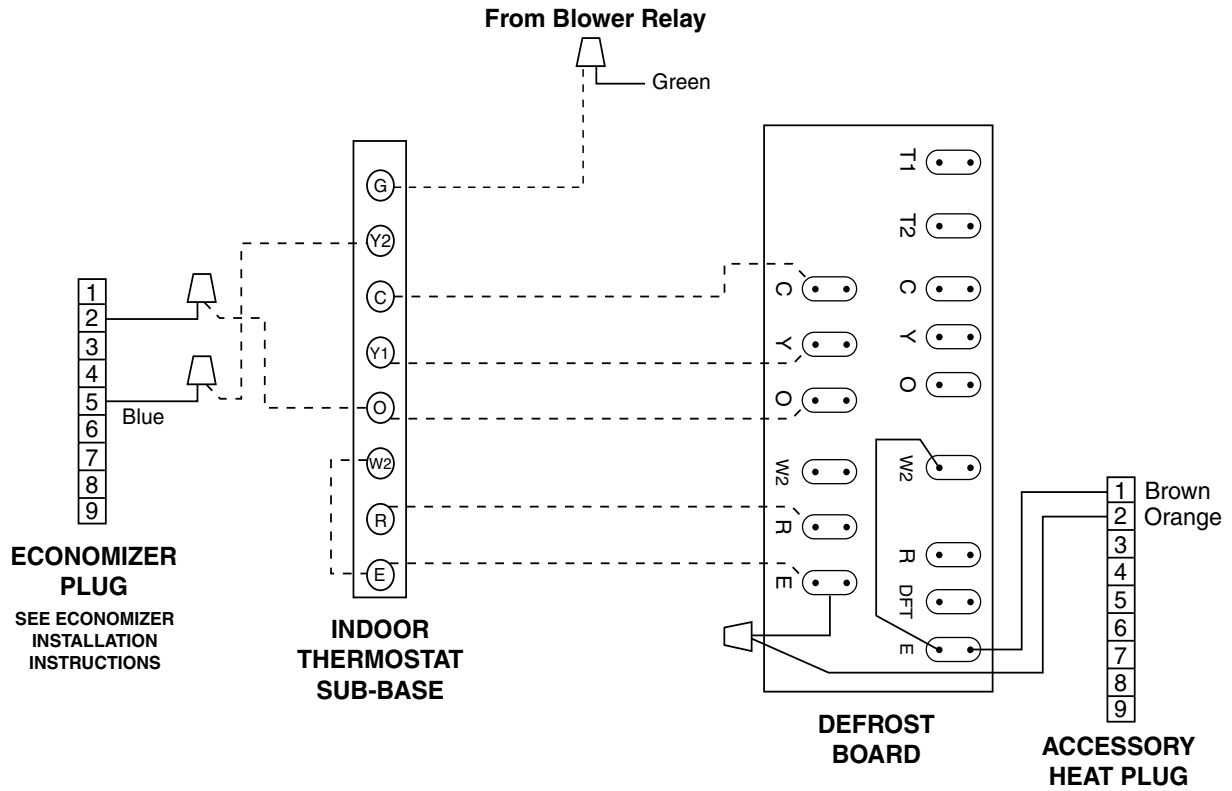 From Blower Relay
Green
G
Y2
C
Y1
O
W2
R
E
1
2
3
4
5
6
7
8
9
Blue
ECONOMIZER
PLUG
SEE ECONOMIZER
INSTALLATION
INSTRUCTIONS
INDOOR
THERMOSTAT
SUB-BASE
C
Y
O
W2
R
E
T1
T2
C
Y
O
W2
R
DFT
E
DEFROST
BOARD
1
2
3
4
5
6
7
8
9
Brown
Orange
ACCESSORY
HEAT PLUG